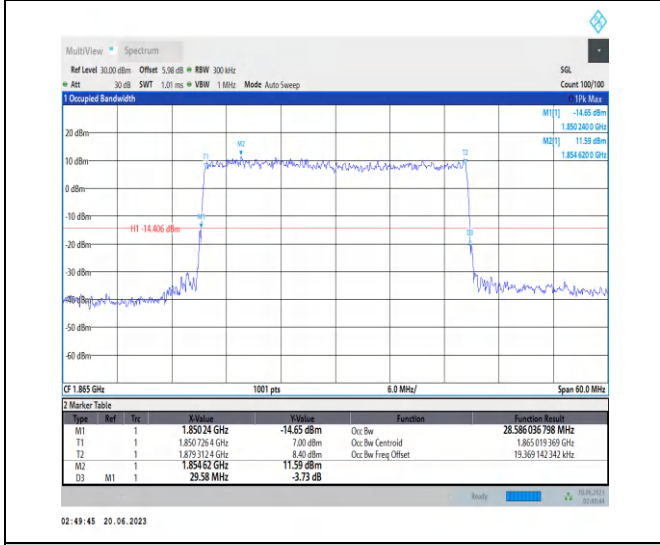 MultiView Spectrum
Ref Level 30.00 dBm Offset 5.98 dB RBW 300 kHz SGL
Att 30 dB SWT 1.01 ms VBW 1 MHz Mode Auto Sweep Count 100/100
1 Occupied Bandwidth 1Pk Max
M1[1] -14.65 dBm
1.850 240 0 GHz
M2[1] 11.59 dBm
1.854 620 0 GHz
20 dBm
M2
T1
T2
10 dBm
0 dBm
-10 dBm
M1
H1 -14.406 dBm
D3
-20 dBm
-30 dBm
-40 dBm
-50 dBm
-60 dBm
CF 1.865 GHz 1001 pts 6.0 MHz/ Span 60.0 MHz
2 Marker Table
Type Ref Trc X-Value Y-Value Function Function Result
M1 1 1.85024 GHz -14.65 dBm Occ Bw 28.586 036 798 MHz
T1 1 1.850 726 4 GHz 7.00 dBm Occ Bw Centroid 1.865 019 369 GHz
T2 1 1.879 312 4 GHz 8.40 dBm Occ Bw Freq Offset 19.369 142 342 kHz
M2 1 1.854 62 GHz 11.59 dBm
D3 M1 1 29.58 MHz -3.73 dB
Ready 20.06.2023
02:49:44
02:49:45 20.06.2023